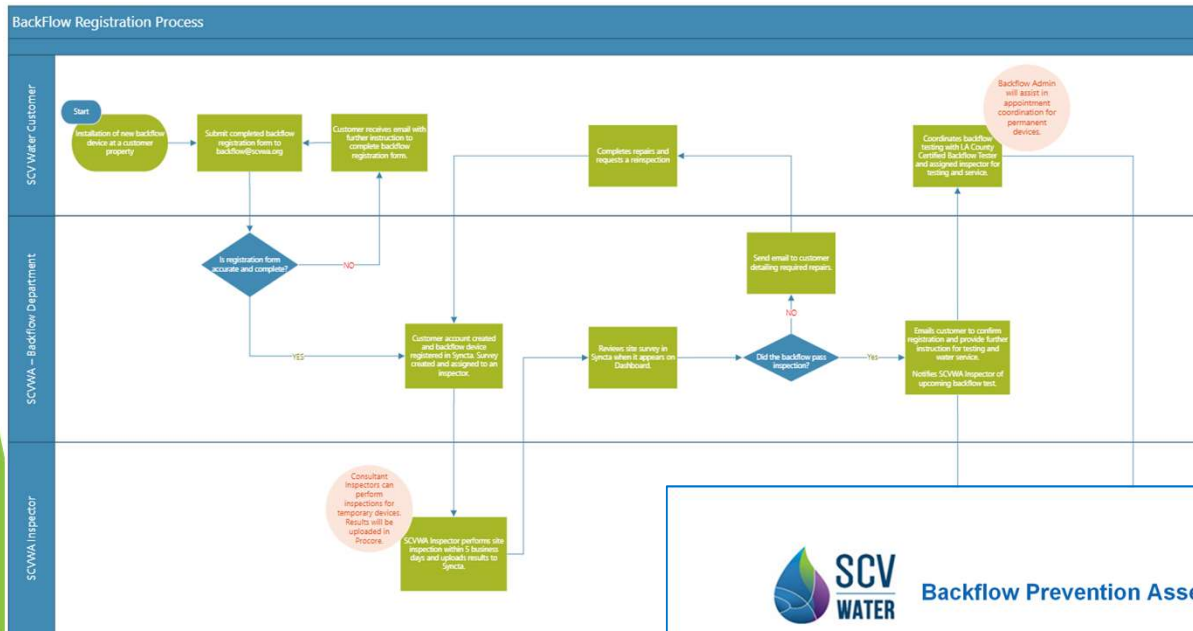 BackFlow Registration Process
SCV Water Customer
Start
Installation of new backflow
device at a customer
property
Submit completed backflow
registration form to
backflow@scvwa.org
Customer receives email with
further instruction to
complete backflow
registration form.
Completes repairs and
requests a reinspection
Backflow Admin
will assist in
appointment
coordination for
permanent
devices.
Coordinates backflow
testing with LA County
Certified Backflow Tester
and assigned inspector for
testing and service.
SCVWA – Backflow Department
Is registration form
accurate and complete?
NO
YES
Customer account created
and backflow device
registered in Syncta. Survey
created and assigned to an
inspector.
Reviews site survey in
Syncta when it appears on
Dashboard.
Send email to customer
detailing required repairs.
NO
Did the backflow pass
inspection?
Yes
Emails customer to confirm
registration and provide further
instruction for testing and
water service.
Notifies SCVWA Inspector of
upcoming backflow test.
SCVWA Inspector
Consultant
Inspectors can
perform
inspections for
temporary devices.
Results will be
uploaded in
Procore.
SCVWA Inspector performs site
inspection within 5 business
days and uploads results to
Syncta.
SCV
WATER
Backflow Prevention Asse